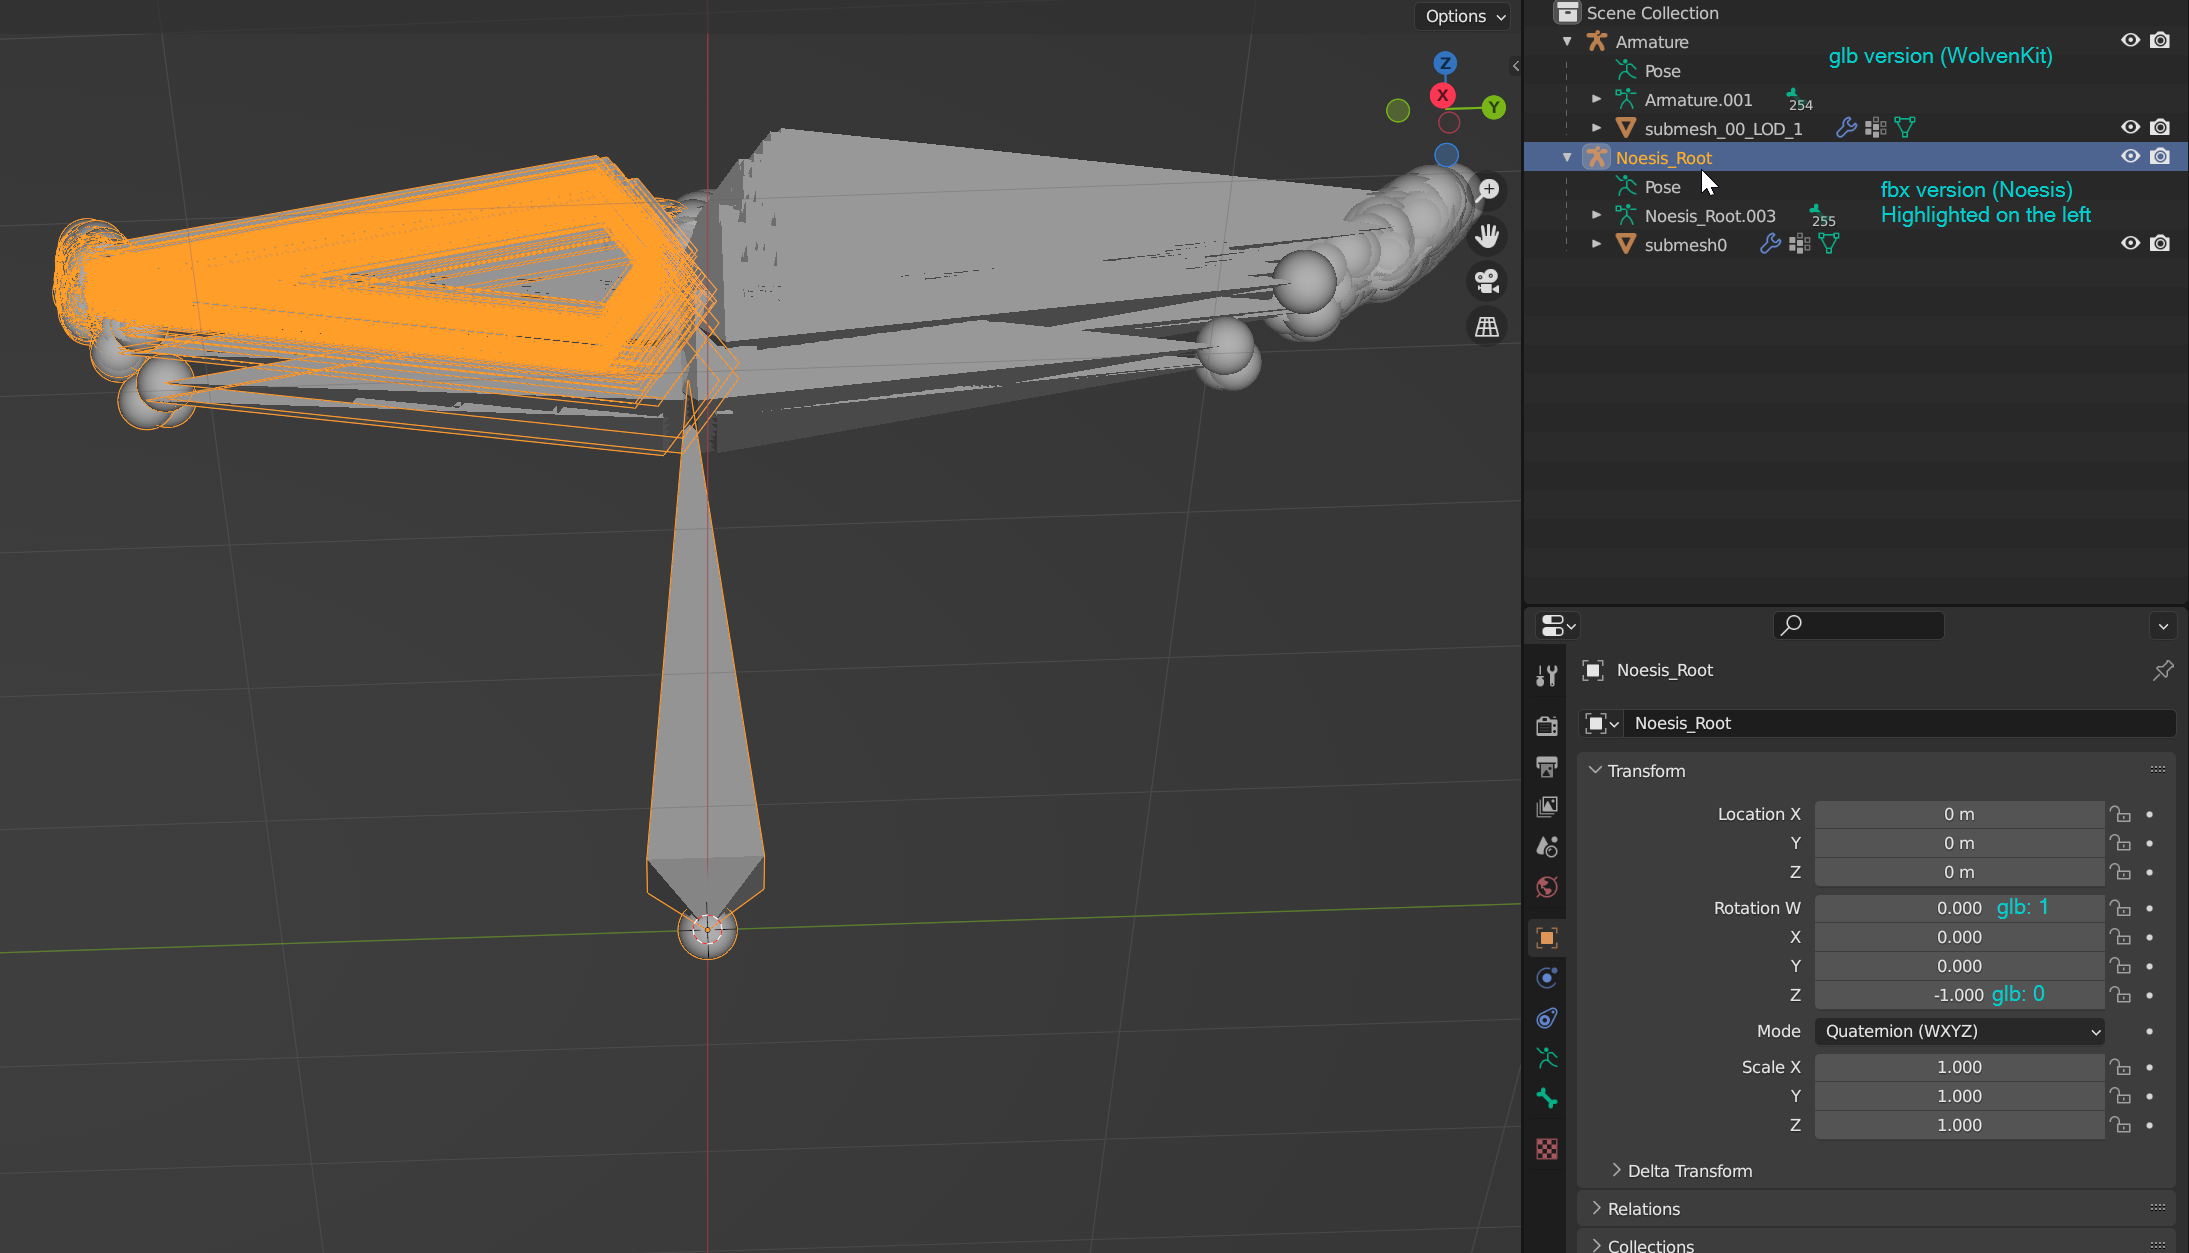 Options
Z
X
Y
Scene Collection
Armature
glb version (WolvenKit)
Pose
Armature.001
254
submesh_00_LOD_1
Noesis_Root
Pose
fbx version (Noesis)
Highlighted on the left
Noesis_Root.003
255
submesh0
Noesis_Root
Noesis_Root
Transform
Location X 0 m
Y 0 m
Z 0 m
Rotation W 0.000 glb: 1
X 0.000
Y 0.000
Z -1.000 glb: 0
Mode Quaternion (WXYZ)
Scale X 1.000
Y 1.000
Z 1.000
Delta Transform
Relations
Collections